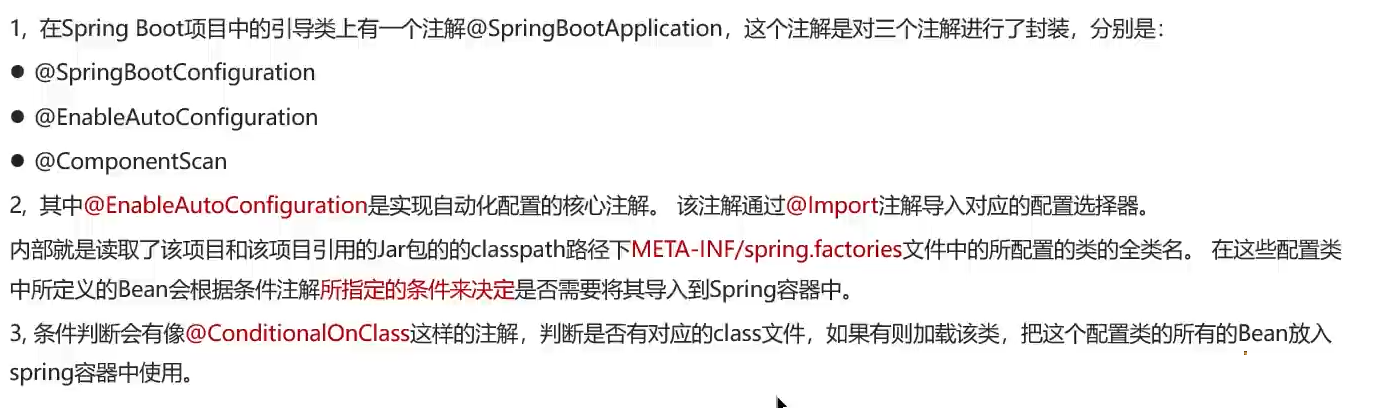 1，在Spring Boot项目中的引导类上有一个注解@SpringBootApplication，这个注解是对三个注解进行了封装，分别是：
● @SpringBootConfiguration
● @EnableAutoConfiguration
● @ComponentScan
2，其中@EnableAutoConfiguration是实现自动化配置的核心注解。 该注解通过@Import注解导入对应的配置选择器。
内部就是读取了该项目和该项目引用的Jar包的的classpath路径下META-INF/spring.factories文件中的所配置的类的全类名。 在这些配置类
中所定义的Bean会根据条件注解所指定的条件来决定是否需要将其导入到Spring容器中。
3, 条件判断会有像@ConditionalOnClass这样的注解，判断是否有对应的class文件，如果有则加载该类，把这个配置类的所有的Bean放入
spring容器中使用。